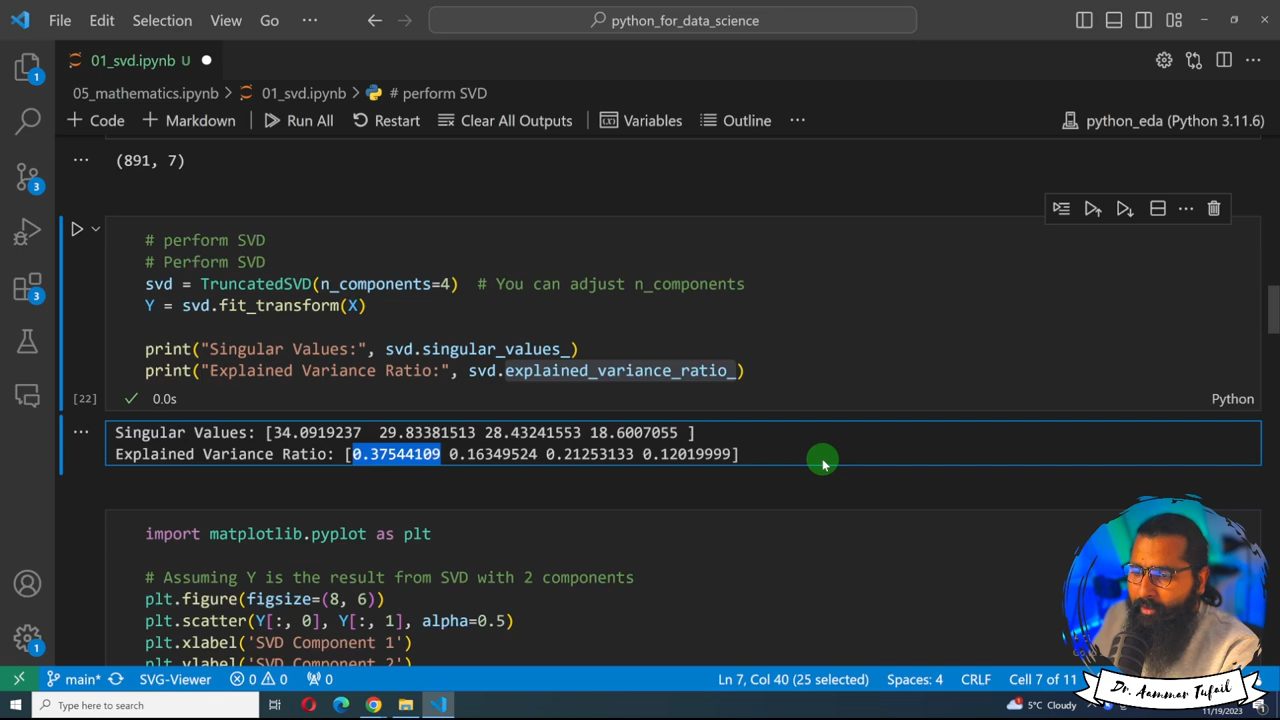 File Edit Selection View Go ··· python_for_data_science
01_svd.ipynb U
05_mathematics.ipynb > 01_svd.ipynb > # perform SVD
+ Code + Markdown Run All Restart Clear All Outputs Variables Outline ··· python_eda (Python 3.11.6)
1
3
3
1
··· (891, 7)
# perform SVD
# Perform SVD
svd = TruncatedSVD(n_components=4) # You can adjust n_components
Y = svd.fit_transform(X)
print("Singular Values:", svd.singular_values_)
print("Explained Variance Ratio:", svd.explained_variance_ratio_)
[22] 0.0s Python
··· Singular Values: [34.0919237 29.83381513 28.43241553 18.6007055 ]
Explained Variance Ratio: [0.37544109 0.16349524 0.21253133 0.12019999]
import matplotlib.pyplot as plt
# Assuming Y is the result from SVD with 2 components
plt.figure(figsize=(8, 6))
plt.scatter(Y[:, 0], Y[:, 1], alpha=0.5)
plt.xlabel('SVD Component 1')
plt.ylabel('SVD Component 2')
main* SVG-Viewer 0 0 0 Ln 7, Col 40 (25 selected) Spaces: 4 CRLF Cell 7 of 11
Dr. Aammar Tufail
Type here to search 5°C Cloudy 11/19/2023